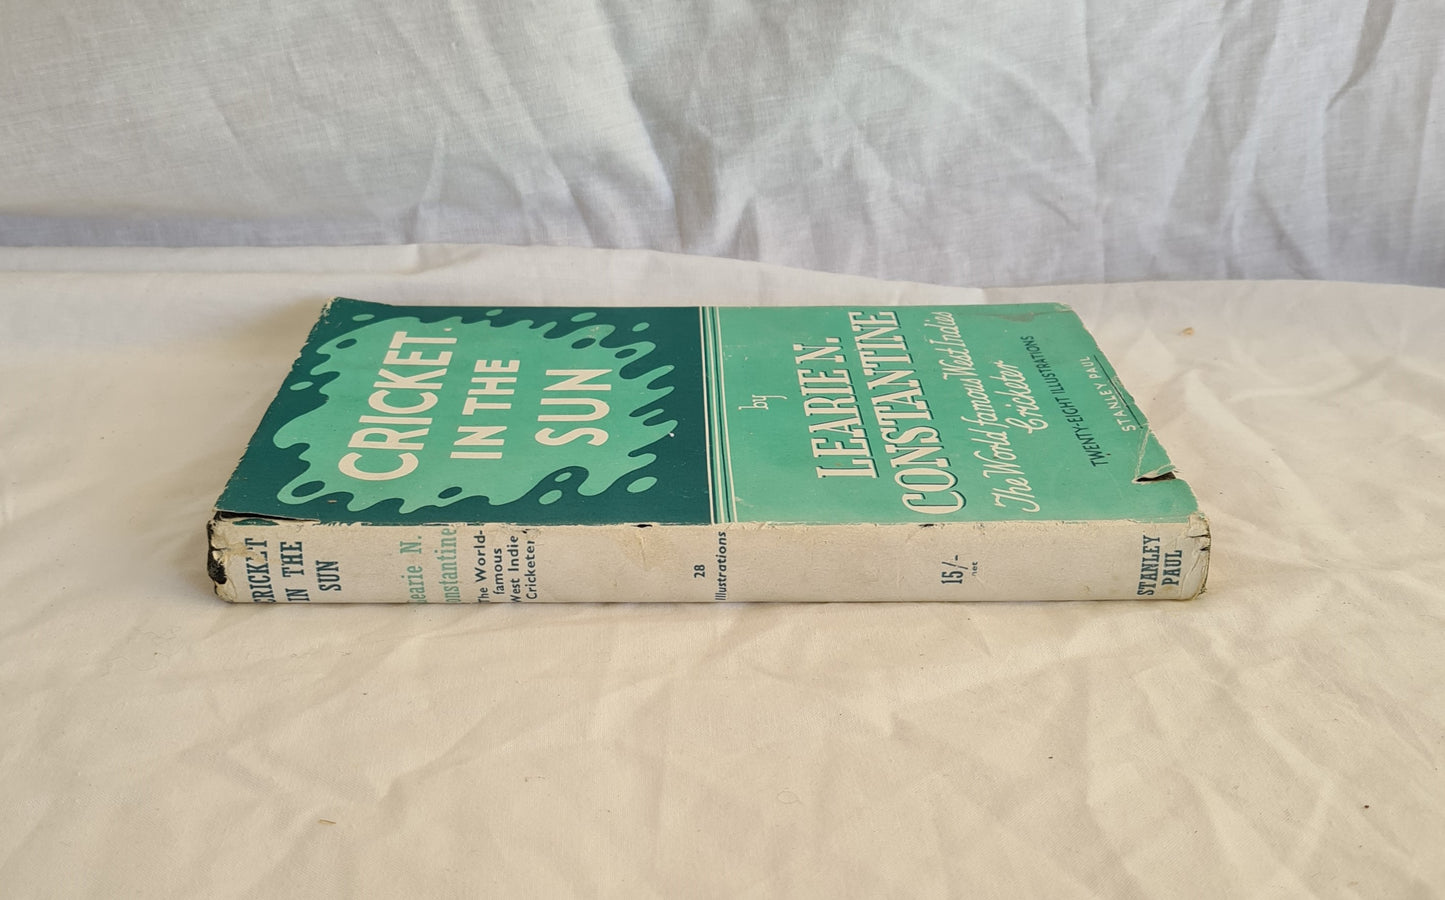 CRICKET
IN THE
SUN
by
LEARIE N.
CONSTANTINE
The World famous West Indies
Cricketer
TWENTY-EIGHT ILLUSTRATIONS
STANLEY PAUL
CRICKET
IN THE
SUN
Learie N.
Constantine
The World-
famous
West Indies
Cricketer
28
Illustrations
15/-
net
STANLEY
PAUL